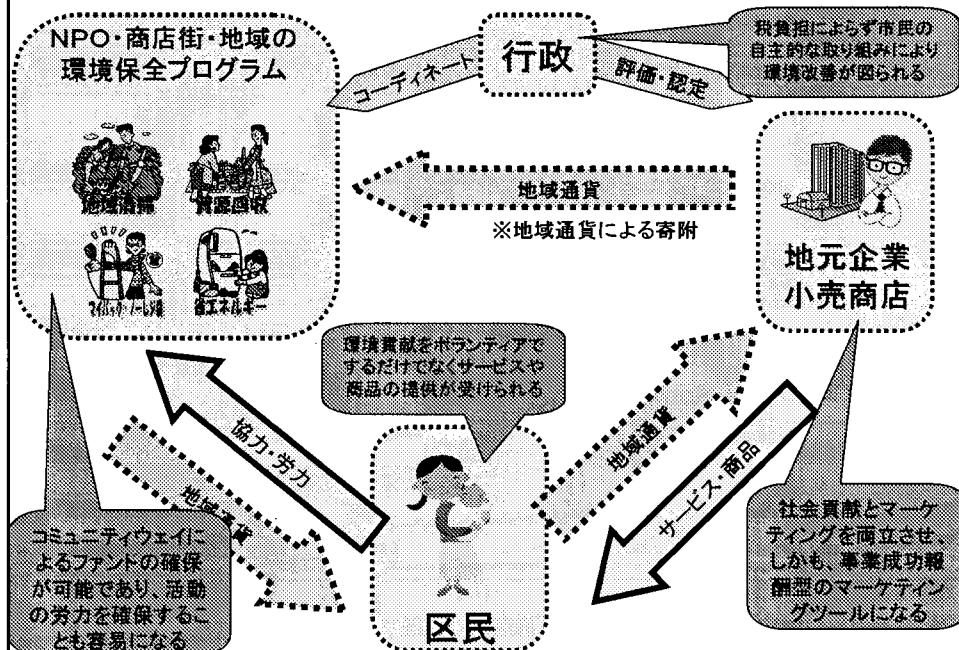 NPO・商店街・地域の
環境保全プログラム
地域清掃
資源回収
省エネルギー
コーディネート
行政
評価・認定
税負担によらず市民の
自主的な取り組みにより
環境改善が図られる
地域通貨
※地域通貨による寄附
地元企業
小売商店
環境貢献をボランティアで
するだけでなくサービスや
商品の提供が受けられる
協力・労力
地域通貨
地域通貨
サービス・商品
コミュニティウェイに
よるファンドの確保
が可能であり、活動
の労力を確保するこ
とも容易になる
区民
社会貢献とマーケ
ティングを両立させ、
しかも、事業成功報
酬型のマーケティン
グツールになる